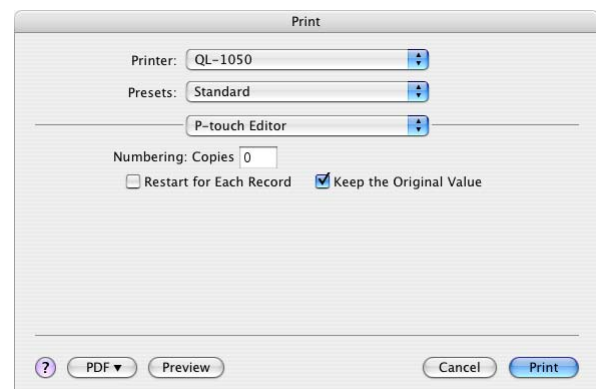 Print
Printer: QL-1050
Presets: Standard
P-touch Editor
Numbering: Copies 0
Restart for Each Record Keep the Original Value
? PDF▼ Preview Cancel Print